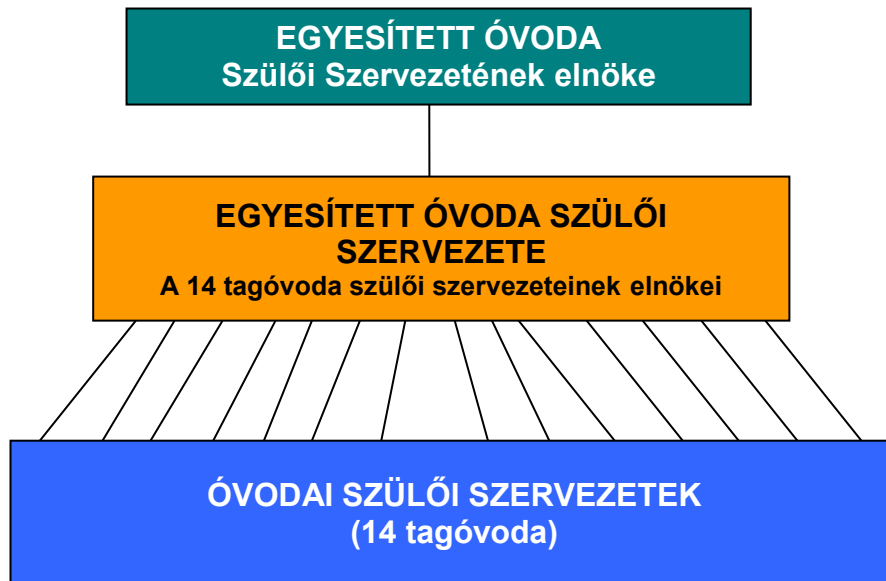 EGYESÍTETT ÓVODA
Szülői Szervezetének elnöke
EGYESÍTETT ÓVODA SZÜLŐI
SZERVEZETE
A 14 tagóvoda szülői szervezeteinek elnökei
ÓVODAI SZÜLŐI SZERVEZETEK
(14 tagóvoda)